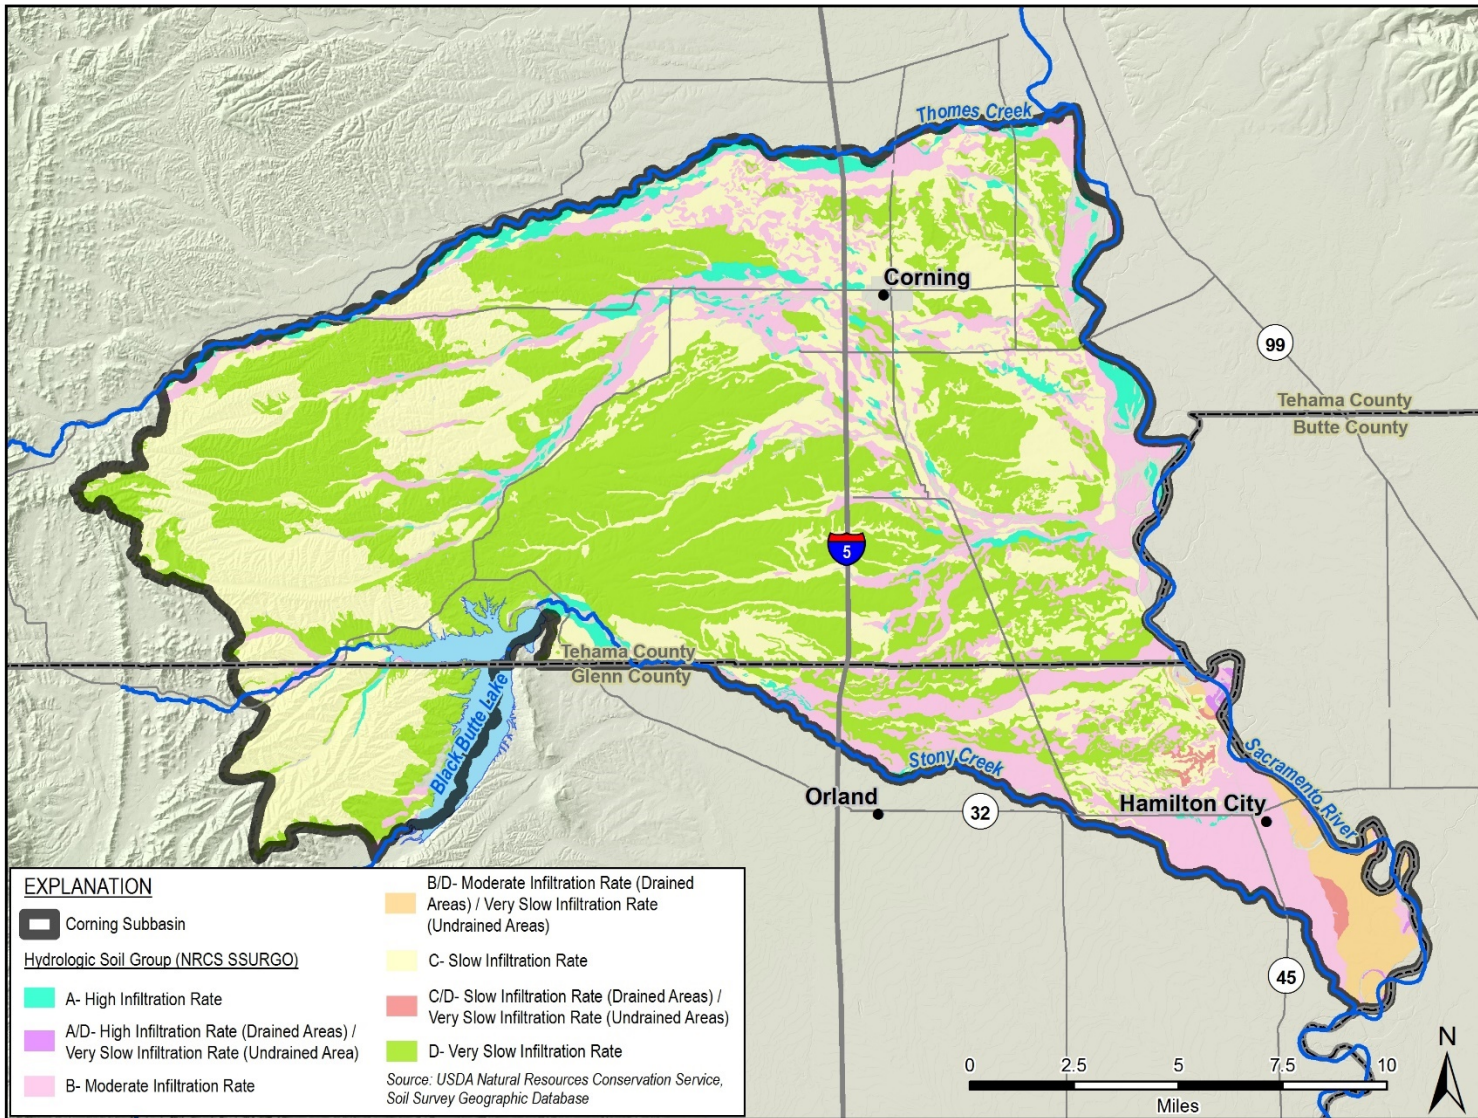 Thomes Creek
Corning
99
Tehama County
Butte County
5
Tehama County
Glenn County
Black Butte Lake
Stony Creek
Sacramento River
Orland
32
Hamilton City
45
EXPLANATION
Corning Subbasin
Hydrologic Soil Group (NRCS SSURGO)
A- High Infiltration Rate
A/D- High Infiltration Rate (Drained Areas) /
Very Slow Infiltration Rate (Undrained Area)
B- Moderate Infiltration Rate
B/D- Moderate Infiltration Rate (Drained
Areas) / Very Slow Infiltration Rate
(Undrained Areas)
C- Slow Infiltration Rate
C/D- Slow Infiltration Rate (Drained Areas) /
Very Slow Infiltration Rate (Undrained Areas)
D- Very Slow Infiltration Rate
Source: USDA Natural Resources Conservation Service,
Soil Survey Geographic Database
0 2.5 5 7.5 10
Miles
N